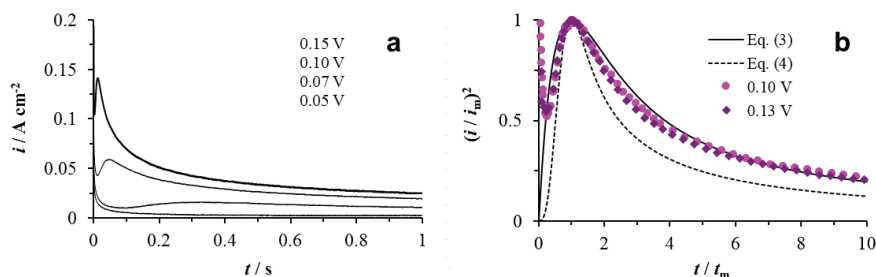 a
0.2
0.15
0.1
0.05
0
i / A cm-2
0.15 V
0.10 V
0.07 V
0.05 V
0
0.2
0.4
0.6
0.8
1
t / s
b
1
0.5
0
(i / im)2
Eq. (3)
Eq. (4)
0.10 V
0.13 V
0
2
4
6
8
10
t / tm